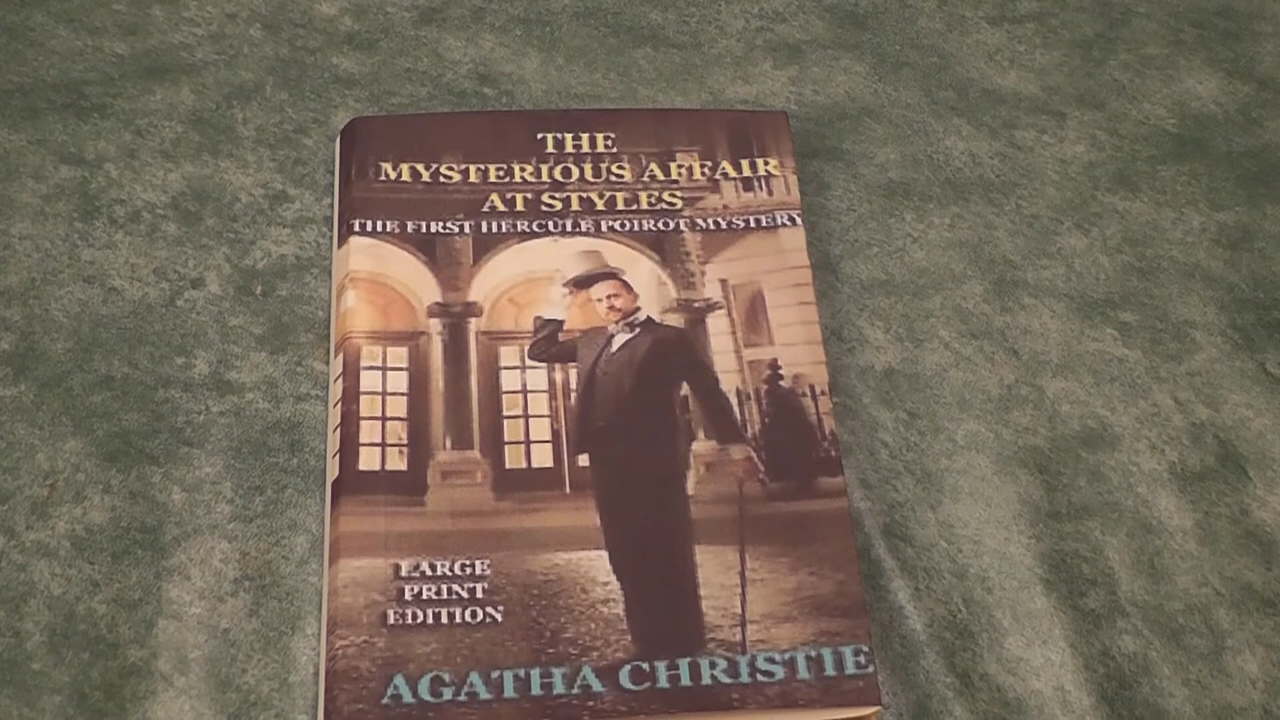 THE
MYSTERIOUS AFFAIR
AT STYLES
THE FIRST HERCULE POIROT MYSTERY
LARGE
PRINT
EDITION
AGATHA CHRISTIE